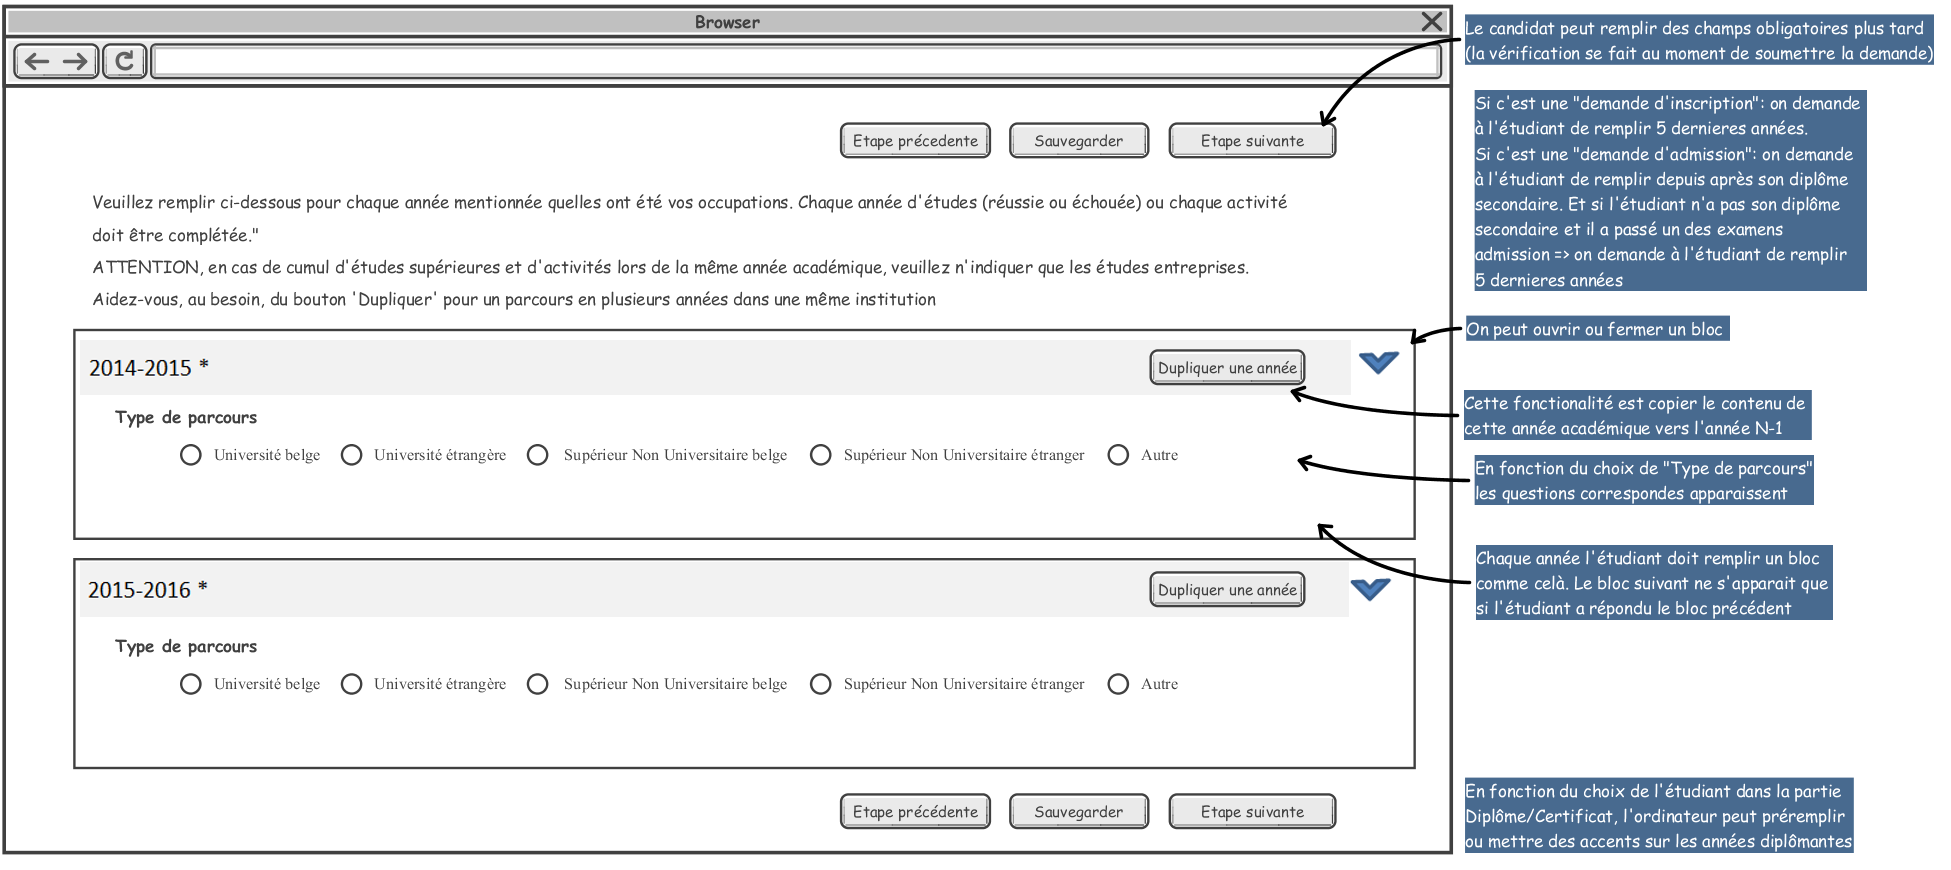 Browser
Le candidat peut remplir des champs obligatoires plus tard
(la vérification se fait au moment de soumettre la demande)
Si c'est une "demande d'inscription": on demande
à l'étudiant de remplir 5 dernieres années.
Si c'est une "demande d'admission": on demande
à l'étudiant de remplir depuis après son diplôme
secondaire. Et si l'étudiant n'a pas son diplôme
secondaire et il a passé un des examens
admission => on demande à l'étudiant de remplir
5 dernieres années
Etape précedente
Sauvegarder
Etape suivante
Veuillez remplir ci-dessous pour chaque année mentionnée quelles ont été vos occupations. Chaque année d'études (réussie ou échouée) ou chaque activité
doit être complétée."
ATTENTION, en cas de cumul d'études supérieures et d'activités lors de la même année académique, veuillez n'indiquer que les études entreprises.
Aidez-vous, au besoin, du bouton 'Dupliquer' pour un parcours en plusieurs années dans une même institution
On peut ouvrir ou fermer un bloc
2014-2015 *
Dupliquer une année
Cette fonctionalité est copier le contenu de
cette année académique vers l'année N-1
Type de parcours
Université belge
Université étrangère
Supérieur Non Universitaire belge
Supérieur Non Universitaire étranger
Autre
En fonction du choix de "Type de parcours"
les questions correspondes apparaissent
Chaque année l'étudiant doit remplir un bloc
comme celà. Le bloc suivant ne s'apparait que
si l'étudiant a répondu le bloc précédent
2015-2016 *
Dupliquer une année
Type de parcours
Université belge
Université étrangère
Supérieur Non Universitaire belge
Supérieur Non Universitaire étranger
Autre
Etape précédente
Sauvegarder
Etape suivante
En fonction du choix de l'étudiant dans la partie
Diplôme/Certificat, l'ordinateur peut préremplir
ou mettre des accents sur les années diplômantes